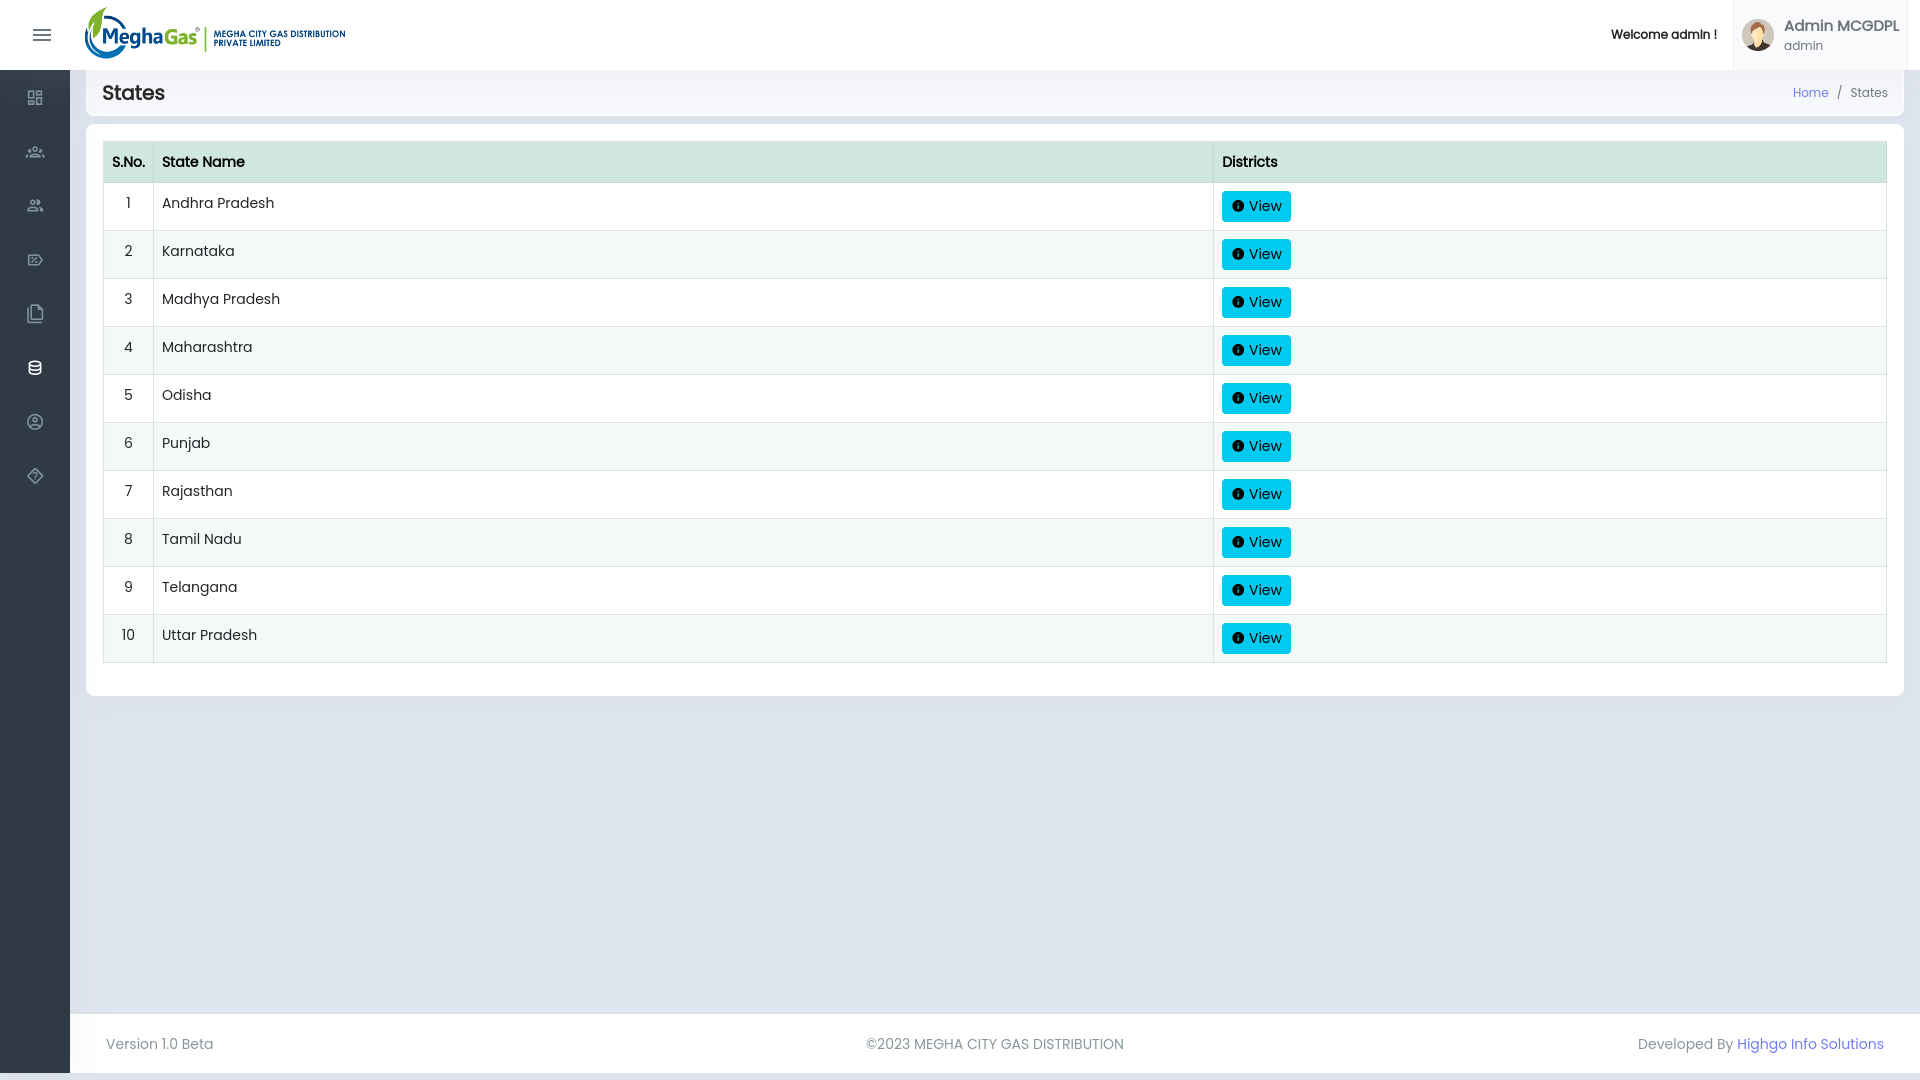 MeghaGas® MEGHA CITY GAS DISTRIBUTION
PRIVATE LIMITED
Welcome admin !
Admin MCGDPL
admin
States
Home / States
S.No. State Name Districts
1 Andhra Pradesh View
2 Karnataka View
3 Madhya Pradesh View
4 Maharashtra View
5 Odisha View
6 Punjab View
7 Rajasthan View
8 Tamil Nadu View
9 Telangana View
10 Uttar Pradesh View
Version 1.0 Beta ©2023 MEGHA CITY GAS DISTRIBUTION Developed By Highgo Info Solutions